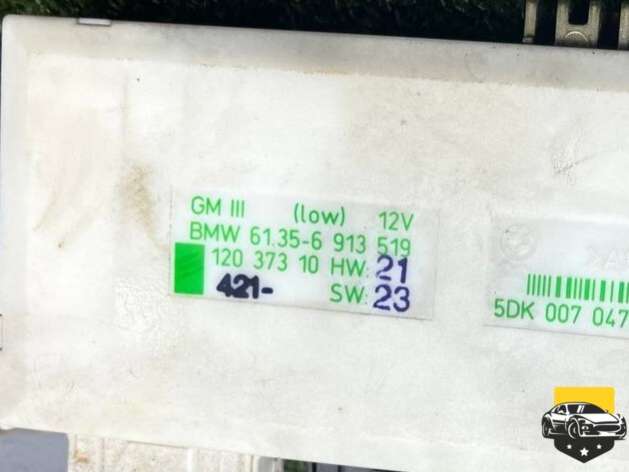 GM III (low) 12V
BMW 61.35-6 913 519
120 373 10 HW: 21
421- SW: 23
5DK 007 047